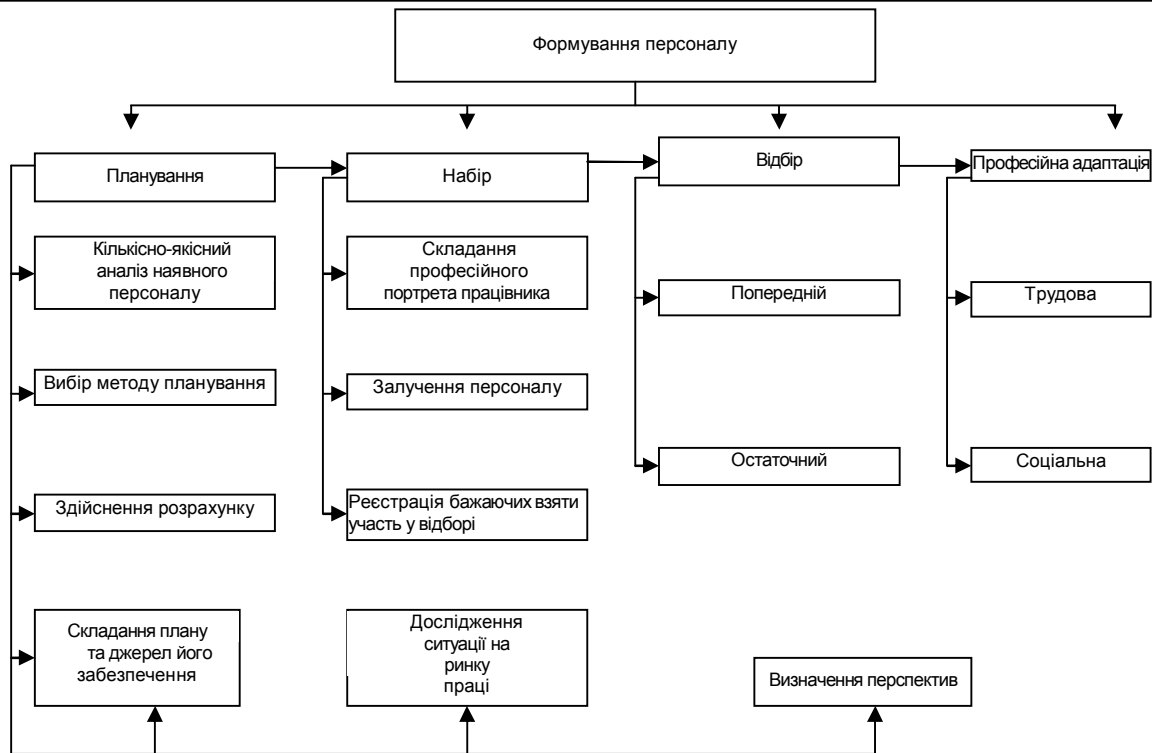 Формування персоналу
Планування
Набір
Відбір
Професійна адаптація
Кількісно-якісний
аналіз наявного
персоналу
Складання
професійного
портрета працівника
Попередній
Трудова
Вибір методу планування
Залучення персоналу
Остаточний
Соціальна
Здійснення розрахунку
Реєстрація бажаючих взяти
участь у відборі
Складання плану
та джерел його
забезпечення
Дослідження
ситуації на
ринку
праці
Визначення перспектив